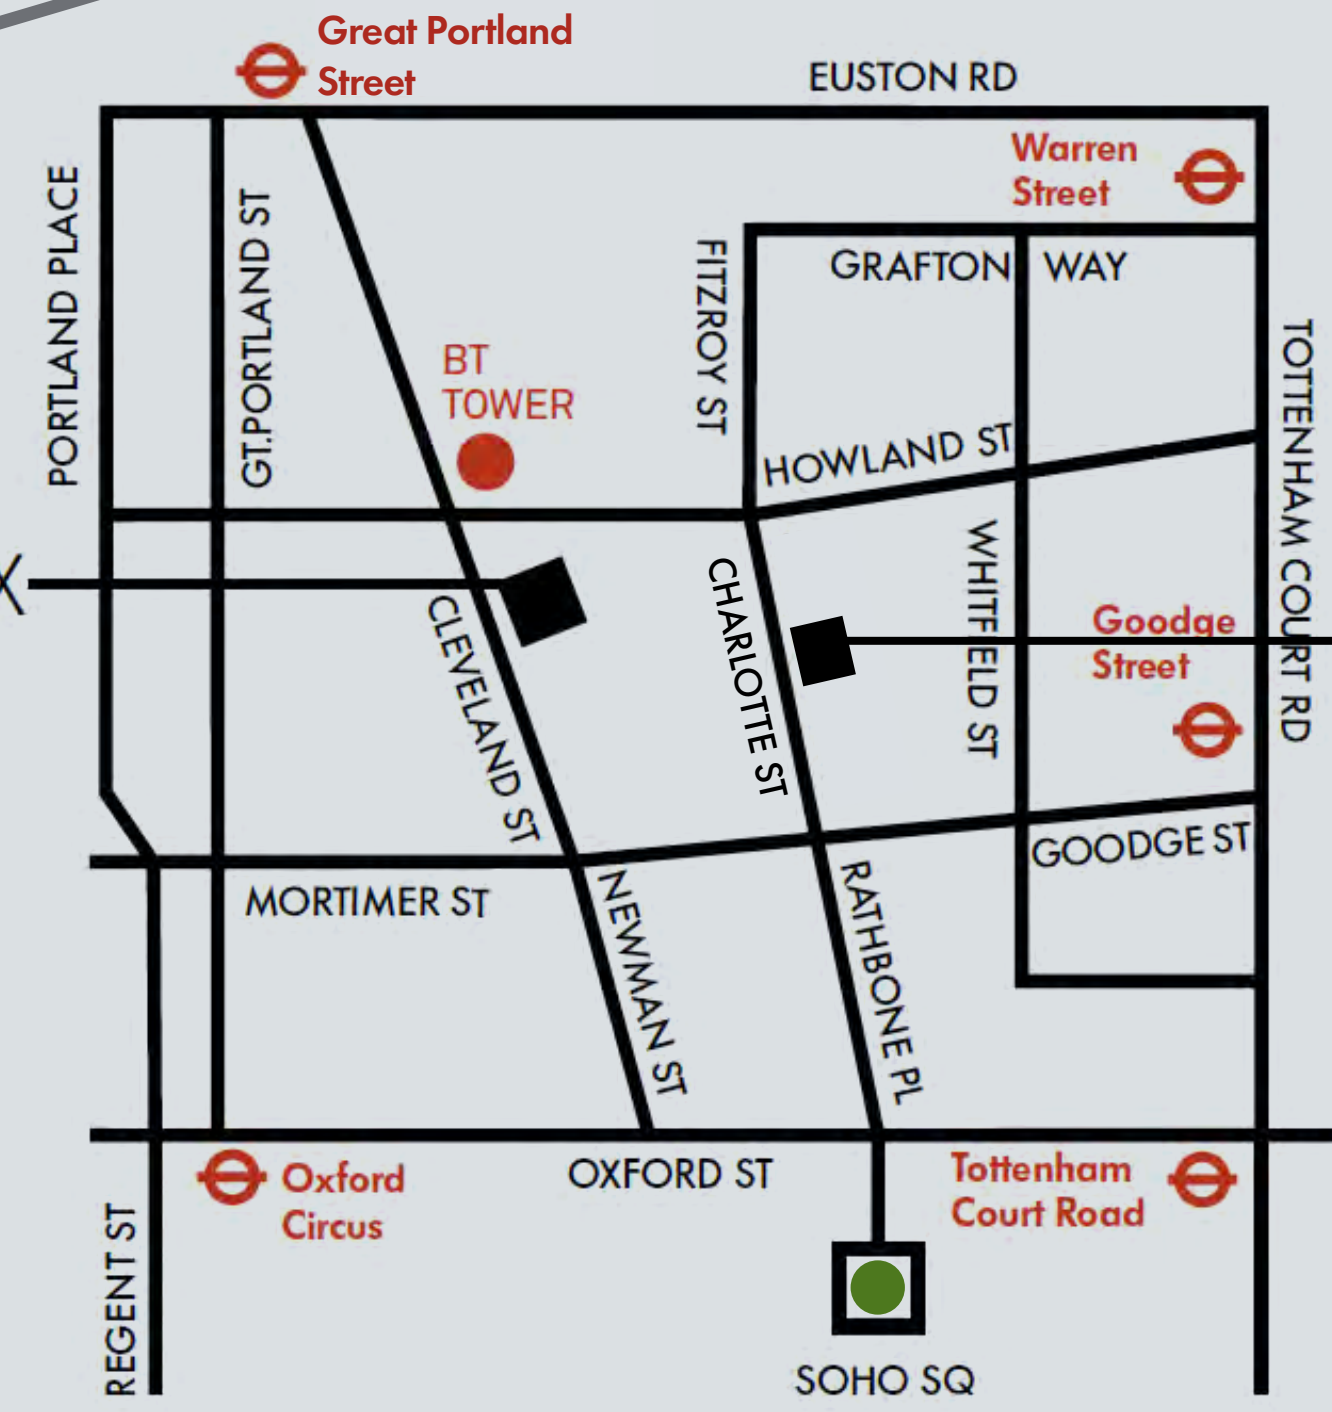 Great Portland
Street
EUSTON RD
Warren
Street
PORTLAND PLACE
GT.PORTLAND ST
FITZROY ST
GRAFTON WAY
BT
TOWER
TOTTENHAM COURT RD
HOWLAND ST
WHITFIELD ST
CHARLOTTE ST
CLEVELAND ST
Goodge
Street
GOODGE ST
MORTIMER ST
NEWMAN ST
RATHBONE PL
Oxford
Circus
OXFORD ST
Tottenham
Court Road
REGENT ST
SOHO SQ